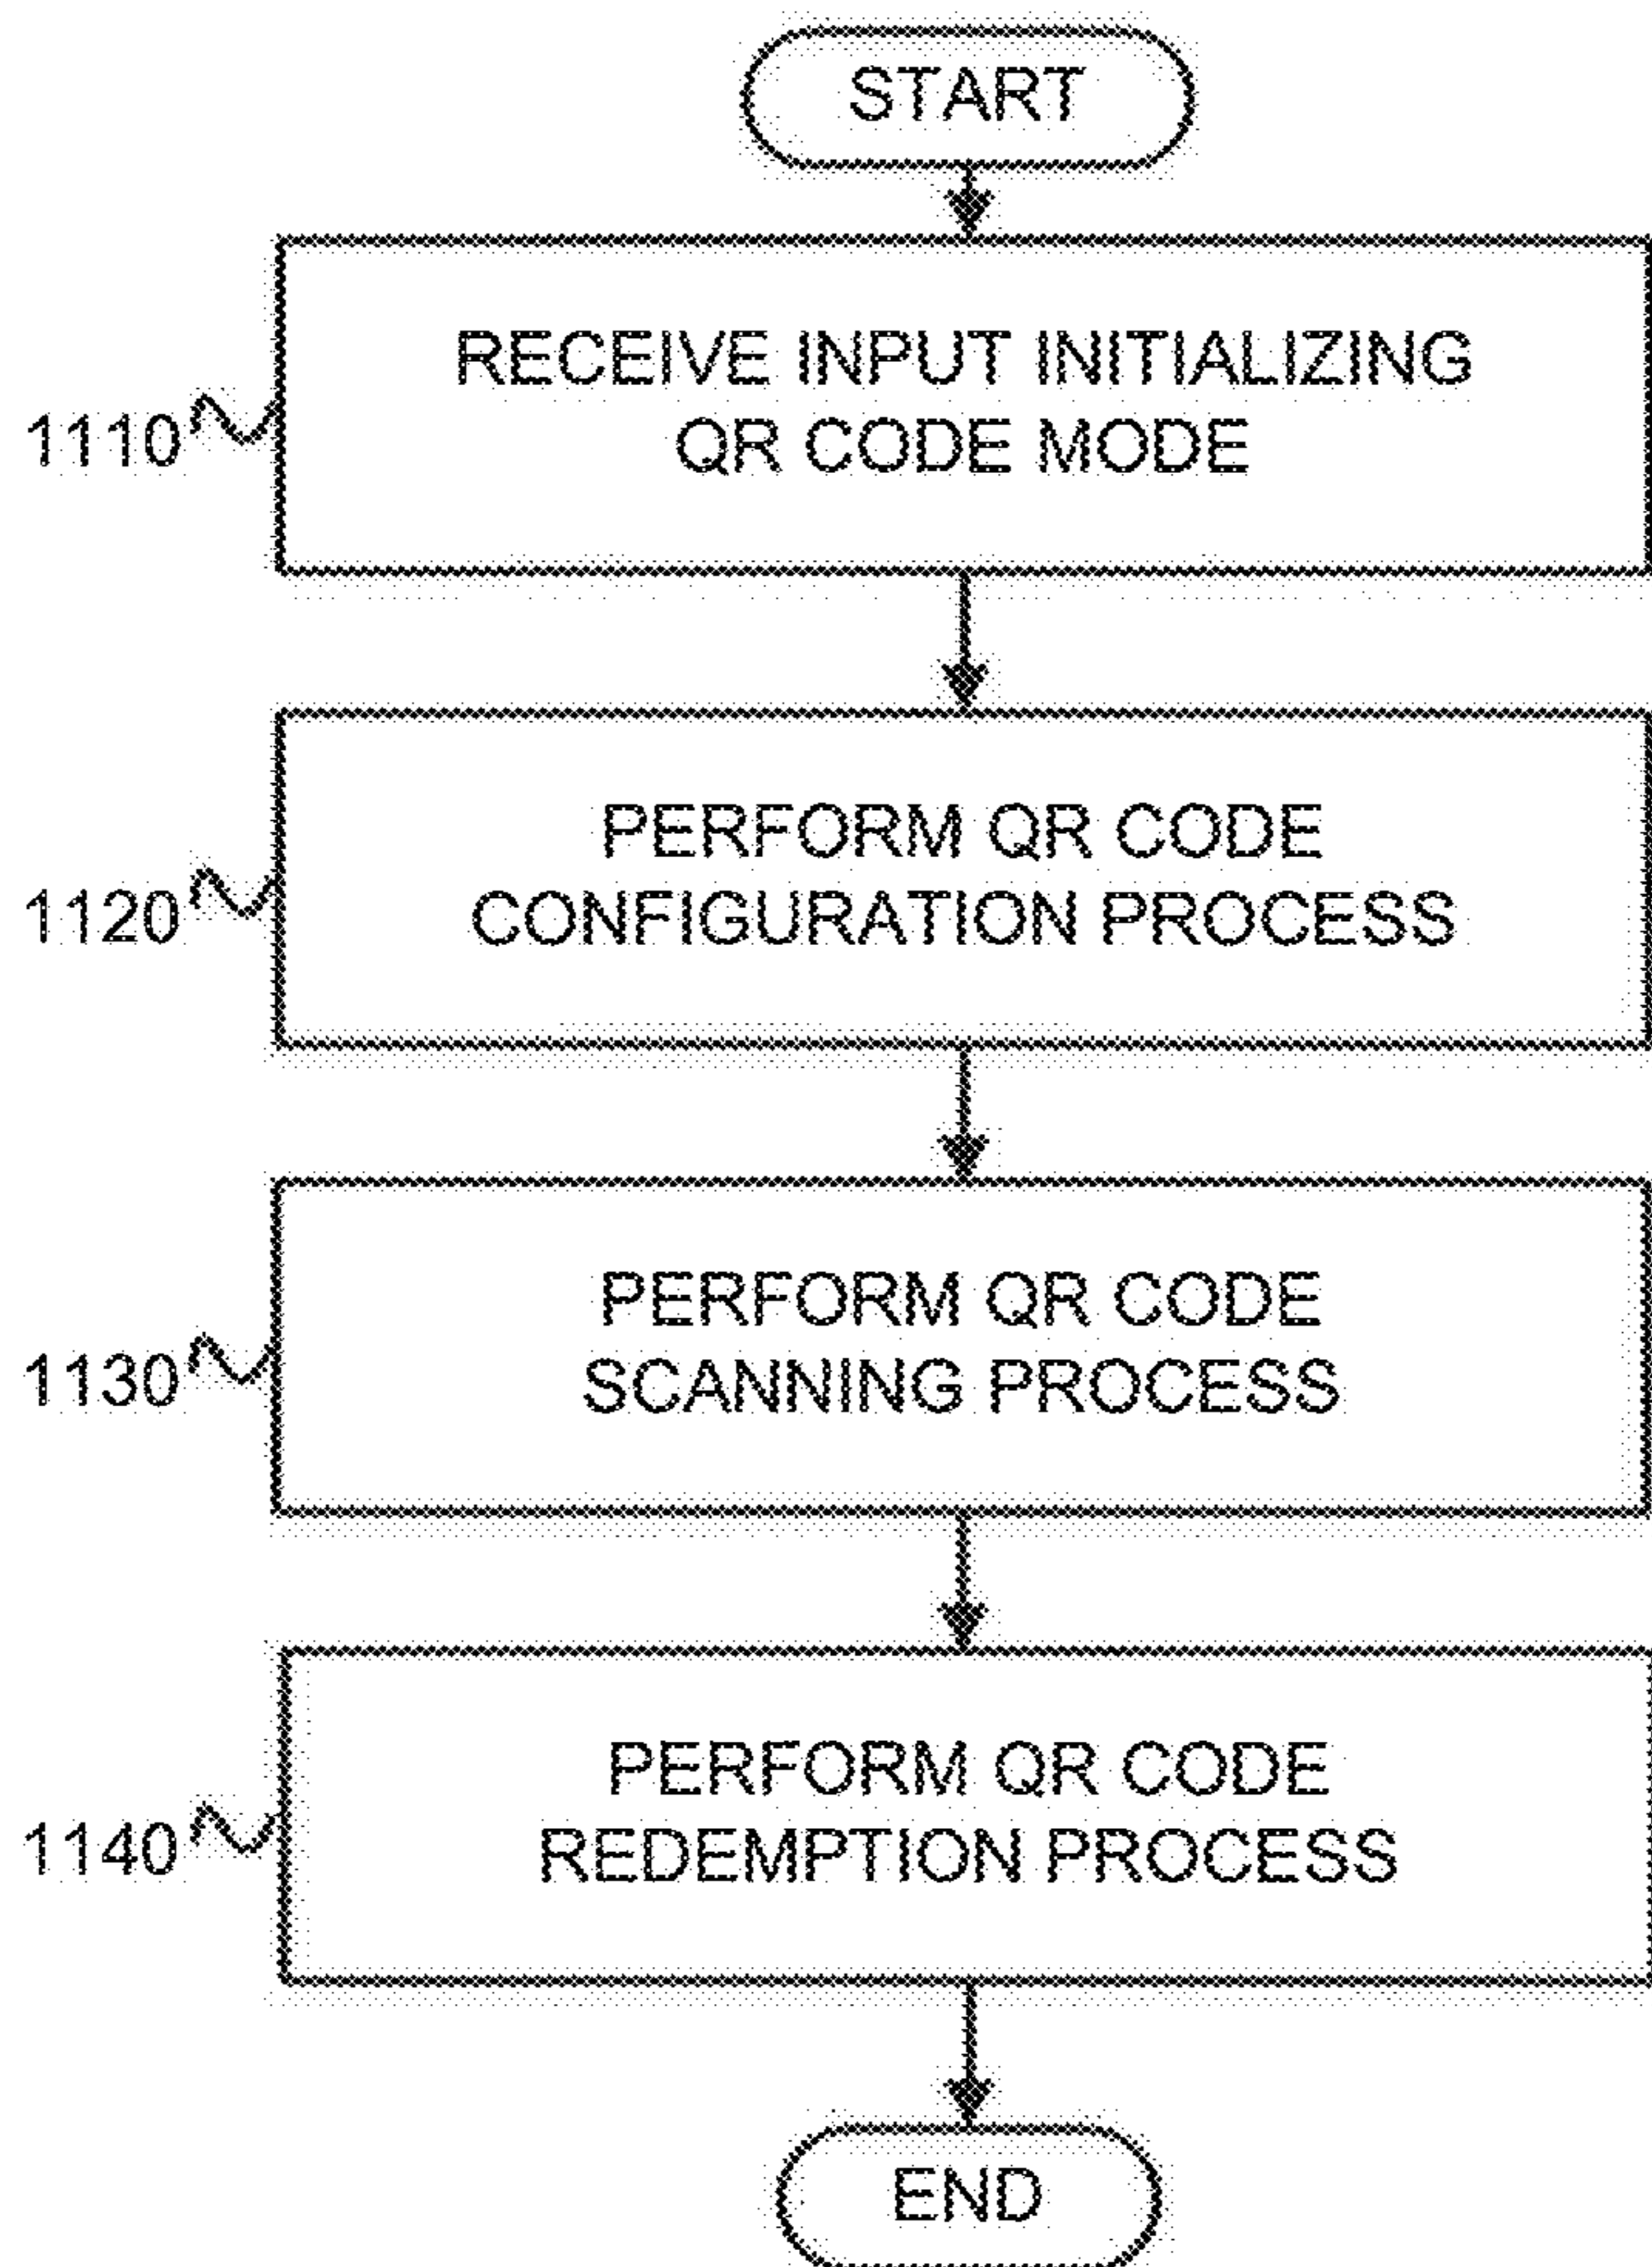 START
RECEIVE INPUT INITIALIZING
QR CODE MODE
1110
PERFORM QR CODE
CONFIGURATION PROCESS
1120
PERFORM QR CODE
SCANNING PROCESS
1130
PERFORM QR CODE
REDEMPTION PROCESS
1140
END